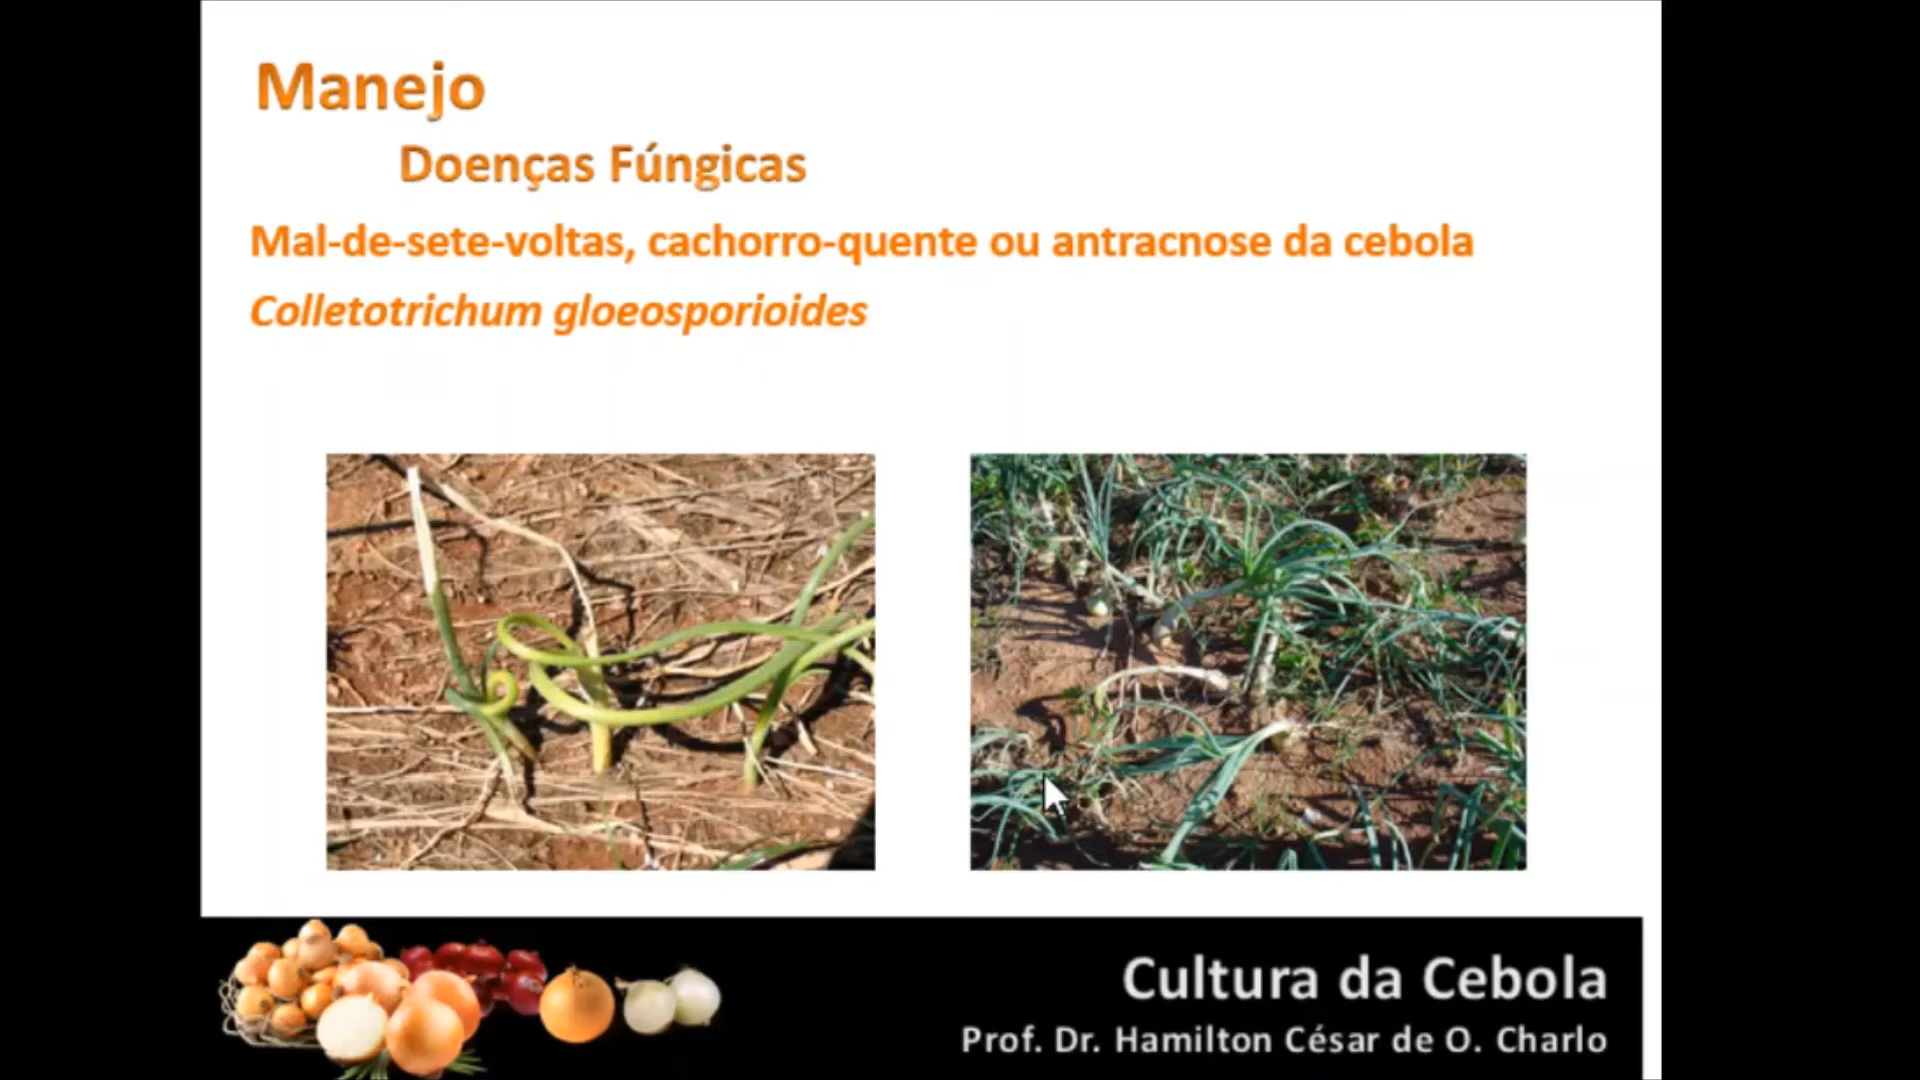 Manejo
Doenças Fúngicas
Mal-de-sete-voltas, cachorro-quente ou antracnose da cebola
Colletotrichum gloeosporioides
Cultura da Cebola
Prof. Dr. Hamilton César de O. Charlo